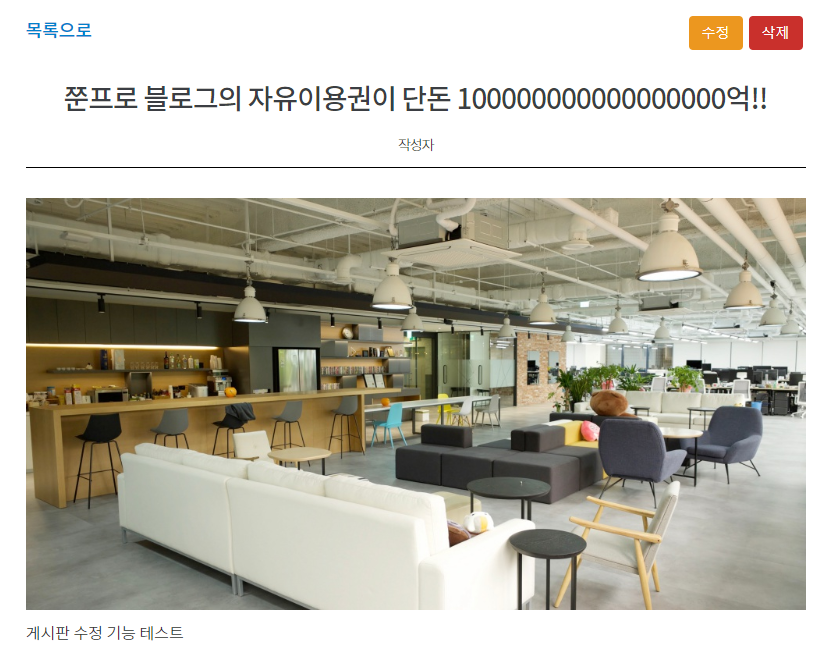 목록으로
수정
삭제
쭌프로 블로그의 자유이용권이 단돈 100000000000000000억!!
작성자
게시판 수정 기능 테스트